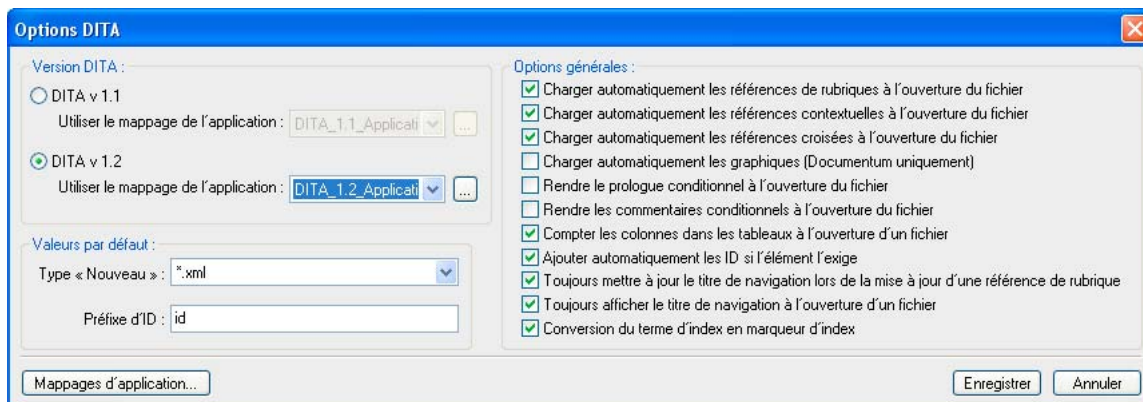 Options DITA
Version DITA :
DITA v 1.1
Utiliser le mappage de l'application : DITA_1.1_Applicati ...
DITA v 1.2
Utiliser le mappage de l'application : DITA_1.2_Applicati ...
Valeurs par défaut :
Type « Nouveau » : *.xml
Préfixe d'ID : id
Options générales :
Charger automatiquement les références de rubriques à l'ouverture du fichier
Charger automatiquement les références contextuelles à l'ouverture du fichier
Charger automatiquement les références croisées à l'ouverture du fichier
Charger automatiquement les graphiques (Documentum uniquement)
Rendre le prologue conditionnel à l'ouverture du fichier
Rendre les commentaires conditionnels à l'ouverture du fichier
Compter les colonnes dans les tableaux à l'ouverture d'un fichier
Ajouter automatiquement les ID si l'élément l'exige
Toujours mettre à jour le titre de navigation lors de la mise à jour d'une référence de rubrique
Toujours afficher le titre de navigation à l'ouverture d'un fichier
Conversion du terme d'index en marqueur d'index
Mappages d'application... Enregistrer Annuler